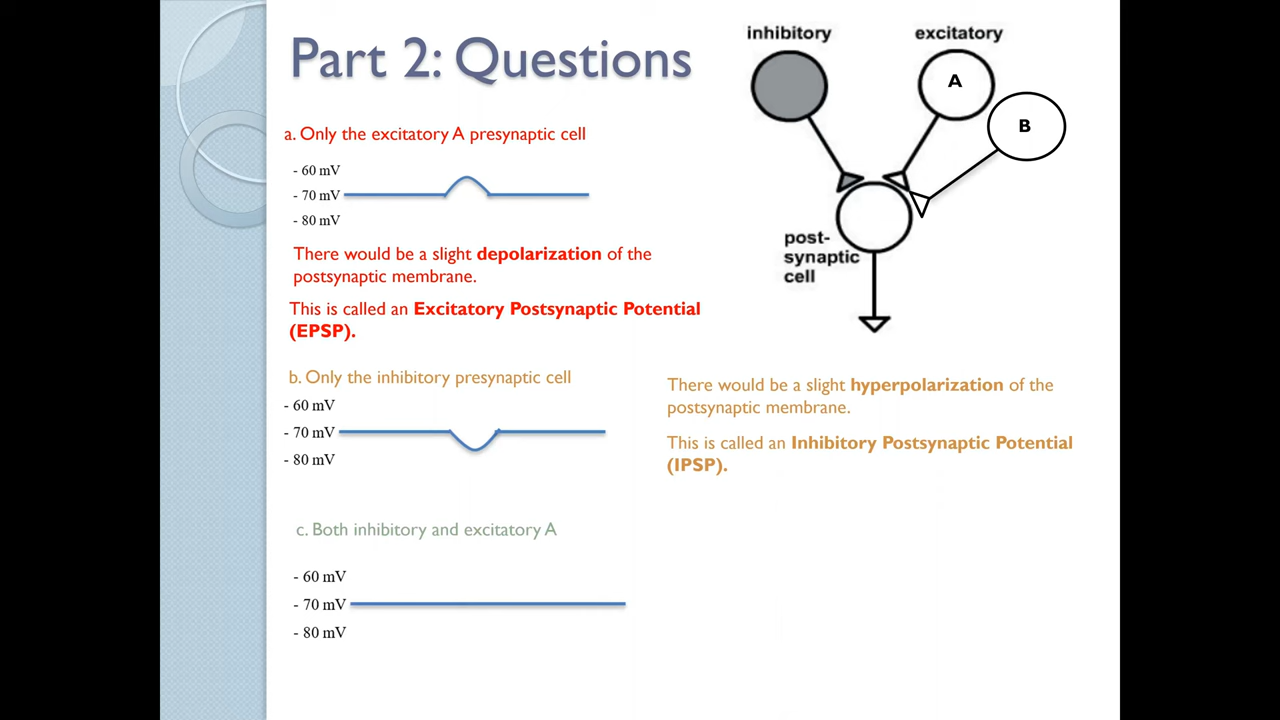 Part 2: Questions
inhibitory
excitatory
A
B
post-
synaptic
cell
a. Only the excitatory A presynaptic cell
- 60 mV
- 70 mV
- 80 mV
There would be a slight depolarization of the
postsynaptic membrane.
This is called an Excitatory Postsynaptic Potential
(EPSP).
b. Only the inhibitory presynaptic cell
- 60 mV
- 70 mV
- 80 mV
There would be a slight hyperpolarization of the
postsynaptic membrane.
This is called an Inhibitory Postsynaptic Potential
(IPSP).
c. Both inhibitory and excitatory A
- 60 mV
- 70 mV
- 80 mV